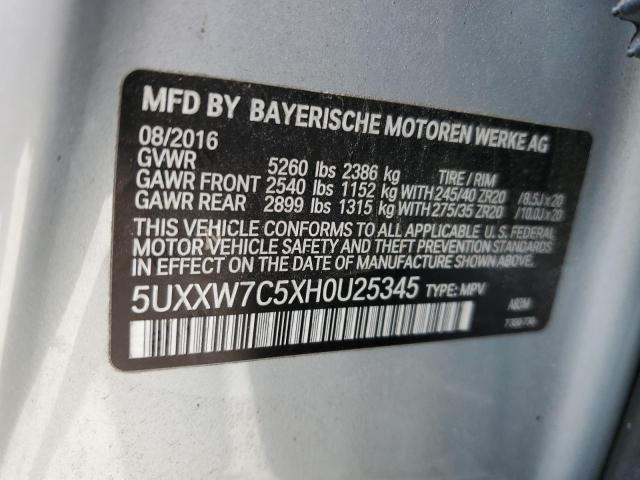 MFD BY BAYERISCHE MOTOREN WERKE AG
08/2016
GVWR 5260 lbs 2386 kg TIRE / RIM
GAWR FRONT 2540 lbs 1152 kg WITH 245/40 ZR20 / 8.5J x 20
GAWR REAR 2899 lbs 1315 kg WITH 275/35 ZR20 / 10.0J x 20
THIS VEHICLE CONFORMS TO ALL APPLICABLE U. S. FEDERAL
MOTOR VEHICLE SAFETY AND THEFT PREVENTION STANDARDS
IN EFFECT ON THE DATE OF MANUFACTURE SHOWN ABOVE.
5UXXW7C5XH0U25345 TYPE: MPV